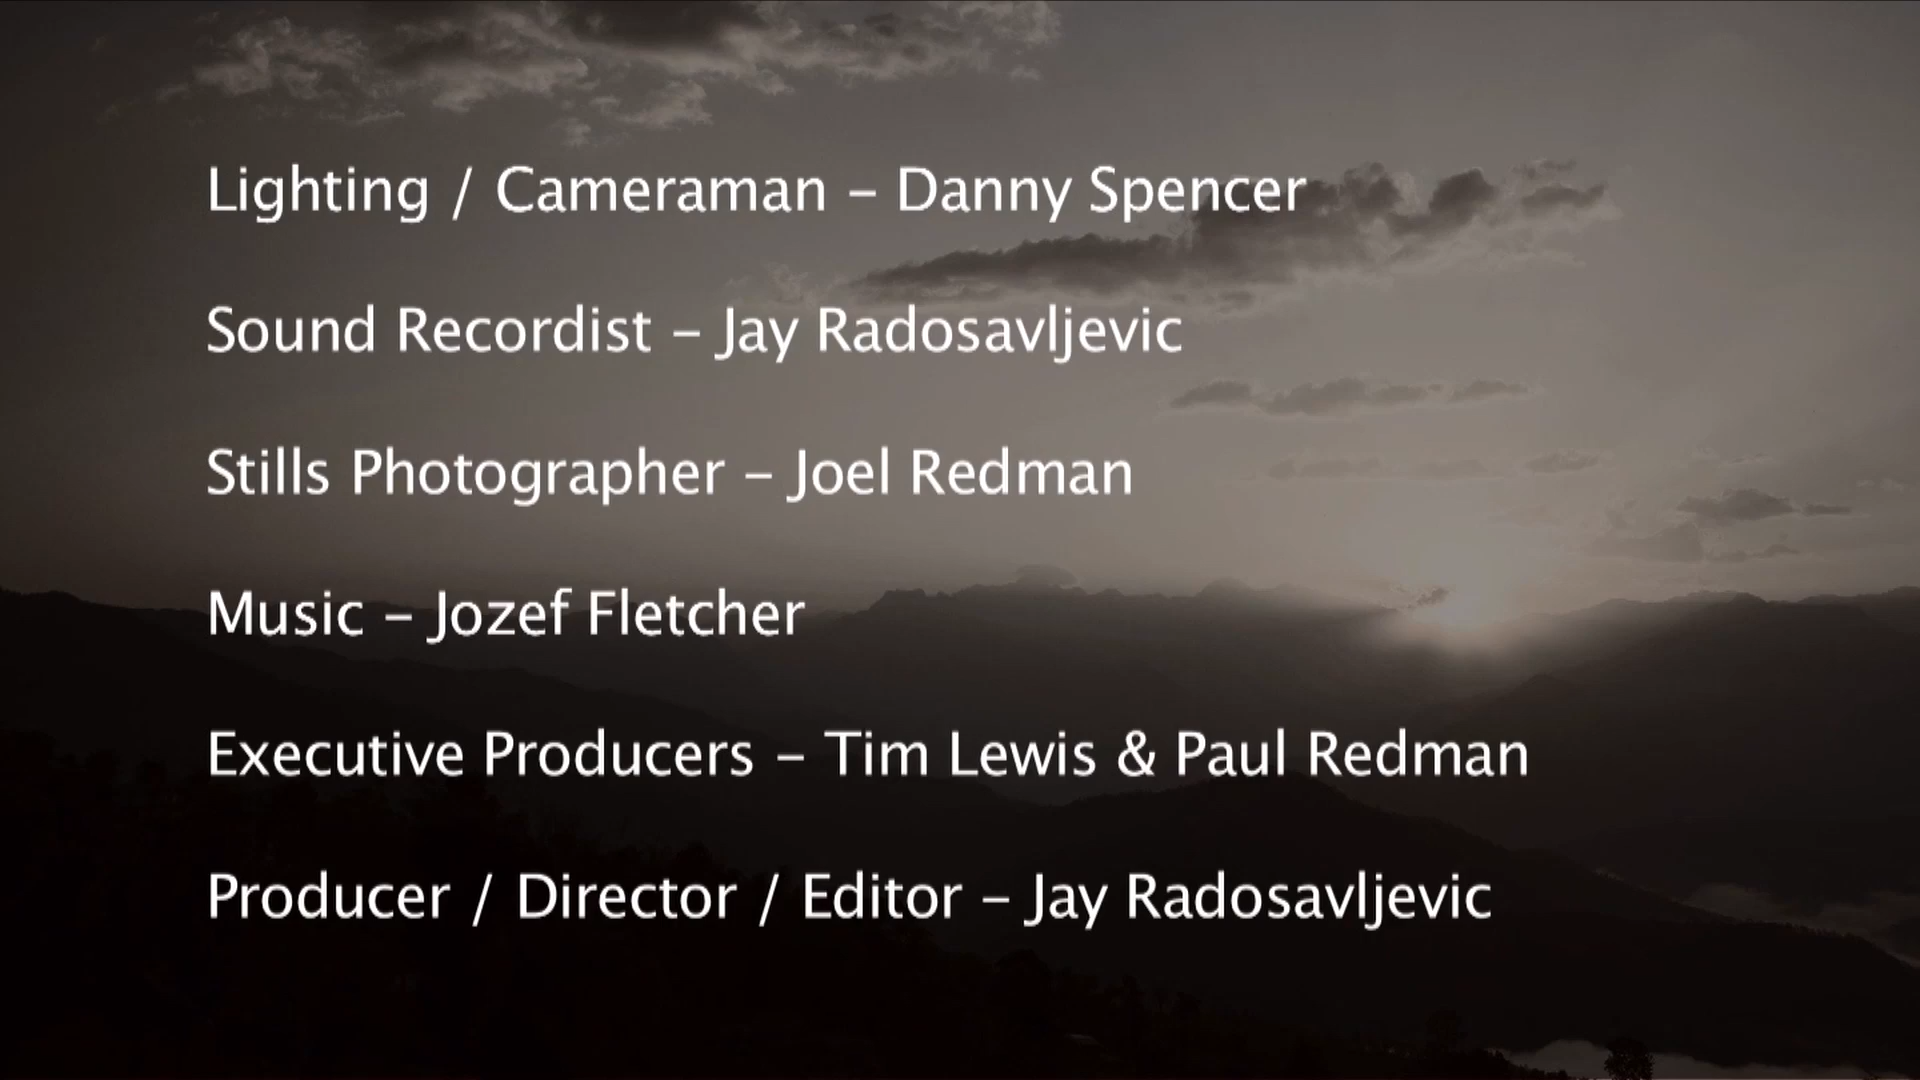 Lighting / Cameraman – Danny Spencer
Sound Recordist – Jay Radosavljevic
Stills Photographer – Joel Redman
Music – Jozef Fletcher
Executive Producers – Tim Lewis & Paul Redman
Producer / Director / Editor – Jay Radosavljevic